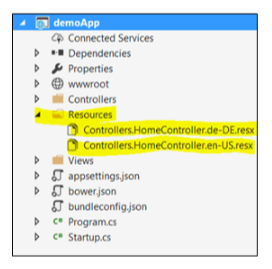 demoApp
Connected Services
Dependencies
Properties
wwwroot
Controllers
Resources
Controllers.HomeController.de-DE.resx
Controllers.HomeController.en-US.resx
Views
appsettings.json
bower.json
bundleconfig.json
C# Program.cs
C# Startup.cs